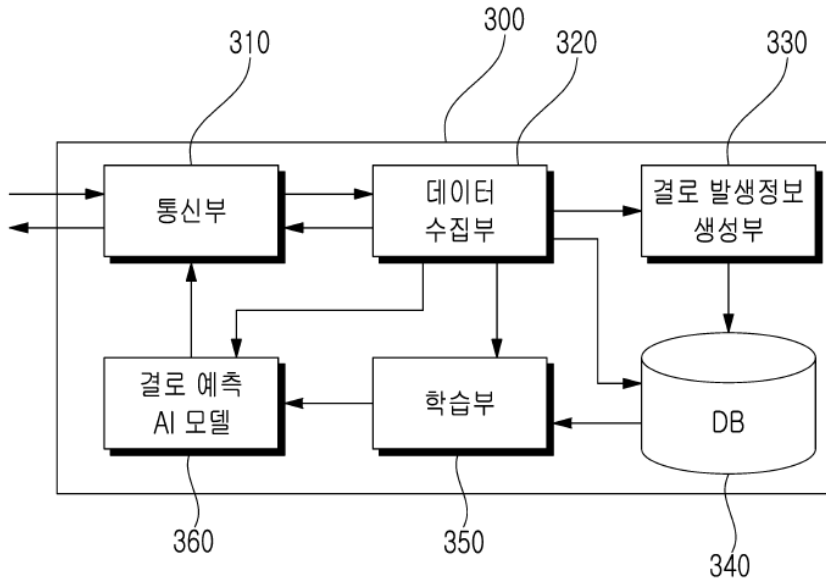 310
300
320
330
통신부
데이터
수집부
결로 발생정보
생성부
결로 예측
AI 모델
학습부
DB
360
350
340